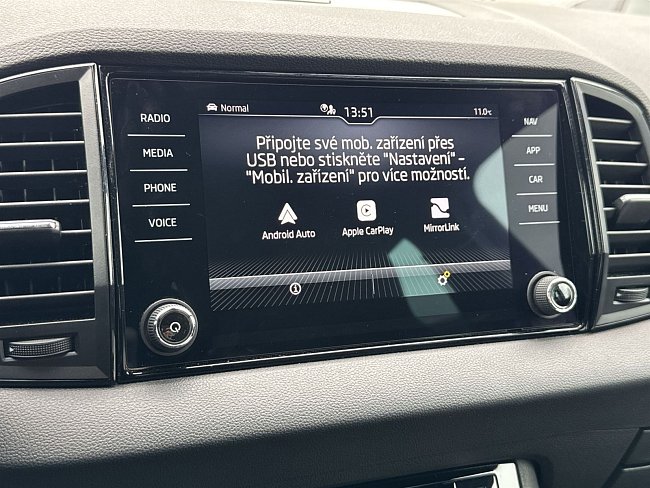 Normal
13:51
11.0°C
RADIO
MEDIA
PHONE
VOICE
Připojte své mob. zařízení přes
USB nebo stiskněte "Nastavení" –
"Mobil. zařízení" pro více možností.
Android Auto
Apple CarPlay
MirrorLink
NAV
APP
CAR
MENU